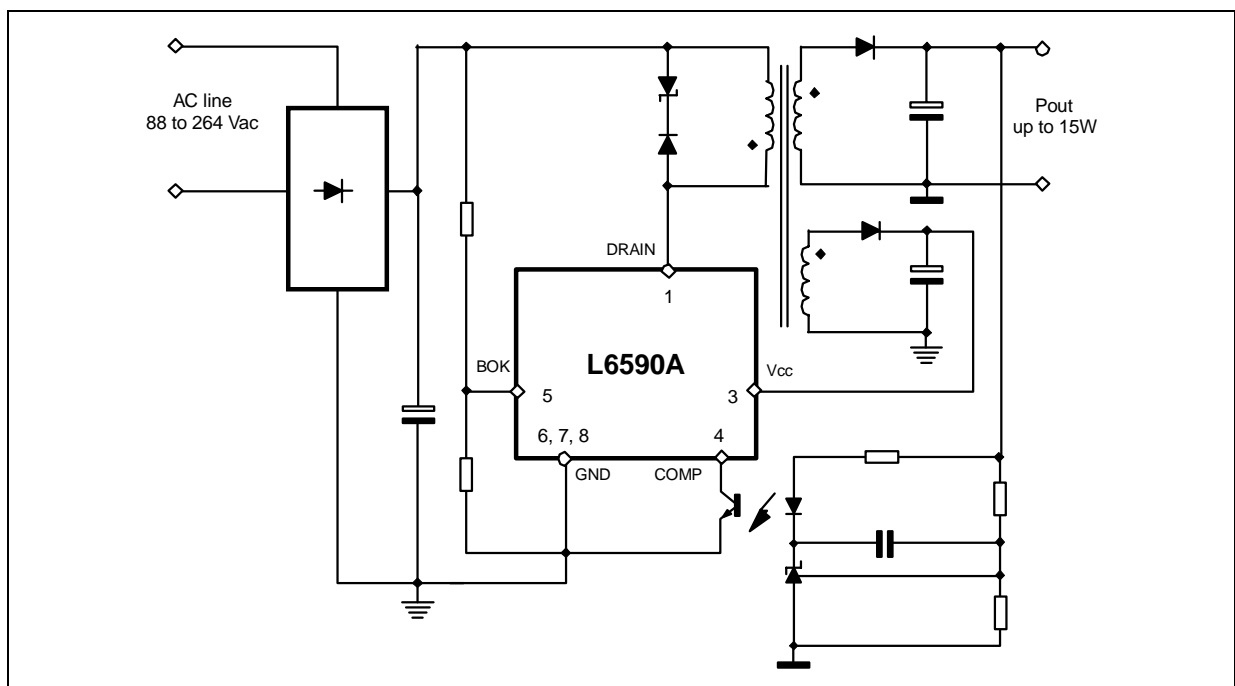 AC line
88 to 264 Vac
Pout
up to 15W
DRAIN
1
L6590A
BOK
5
Vcc
3
6, 7, 8
4
GND
COMP